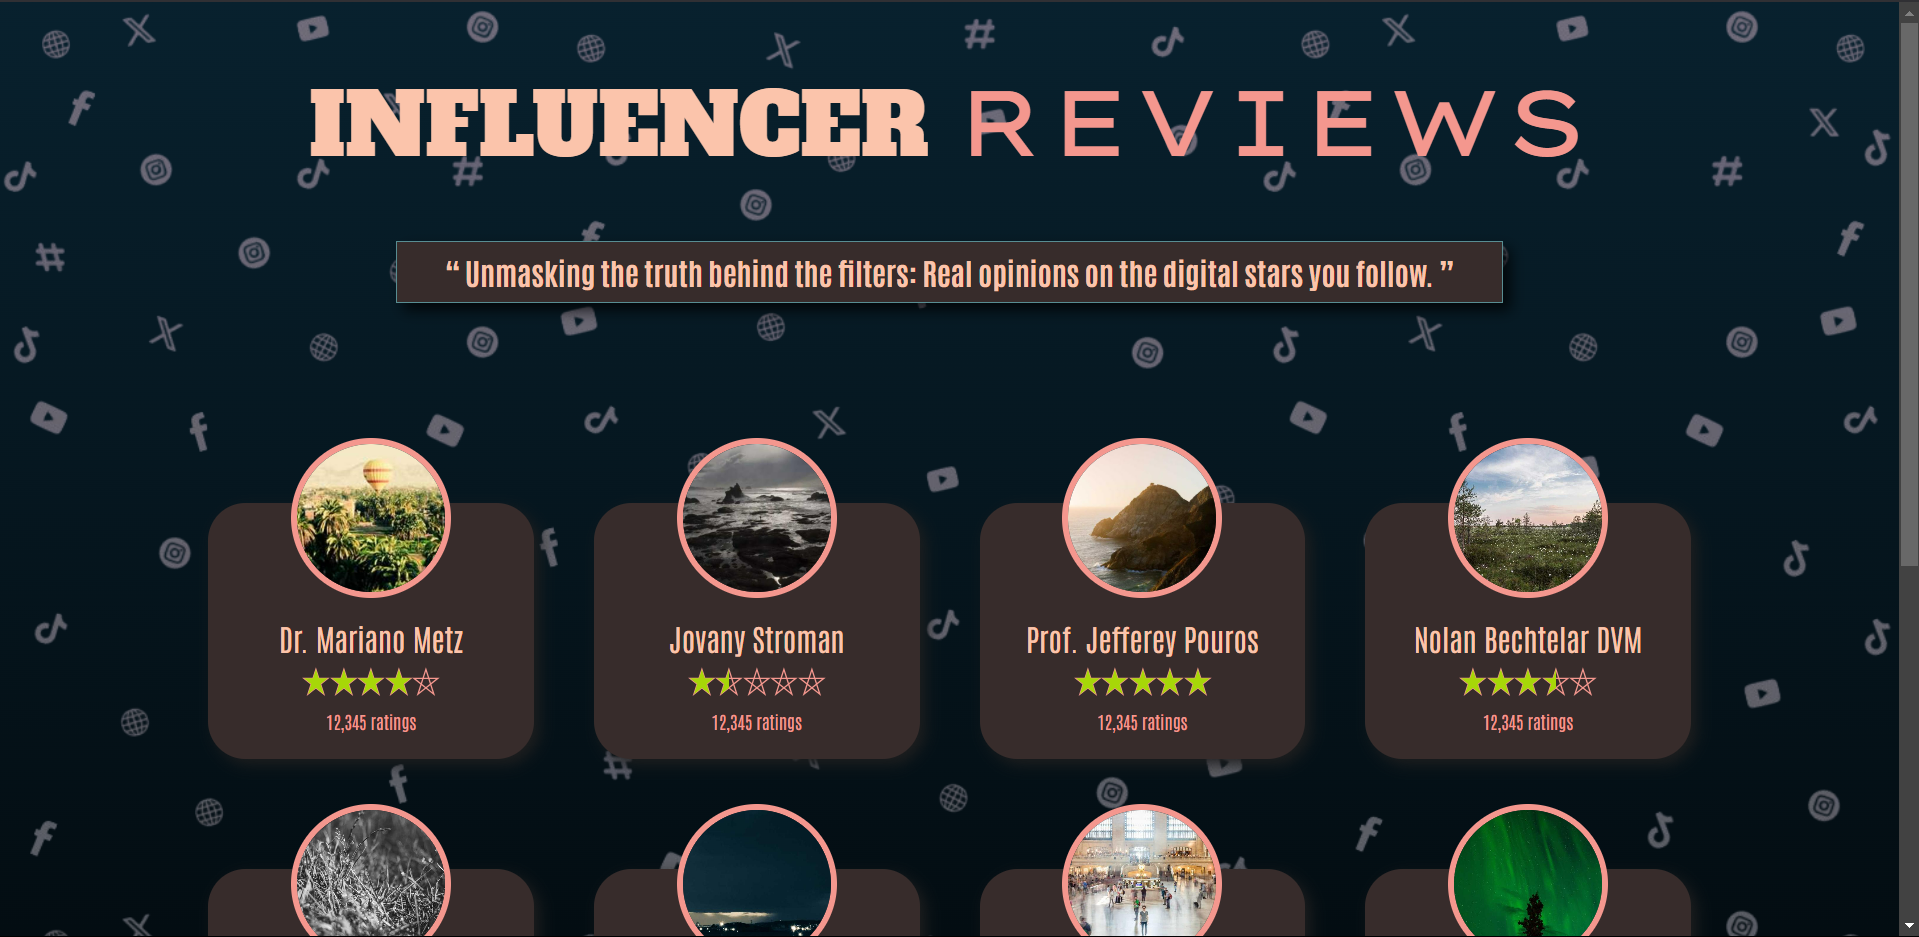 INFLUENCER REVIEWS
“ Unmasking the truth behind the filters: Real opinions on the digital stars you follow. ”
Dr. Mariano Metz
12,345 ratings
Jovany Stroman
12,345 ratings
Prof. Jefferey Pouros
12,345 ratings
Nolan Bechtelar DVM
12,345 ratings